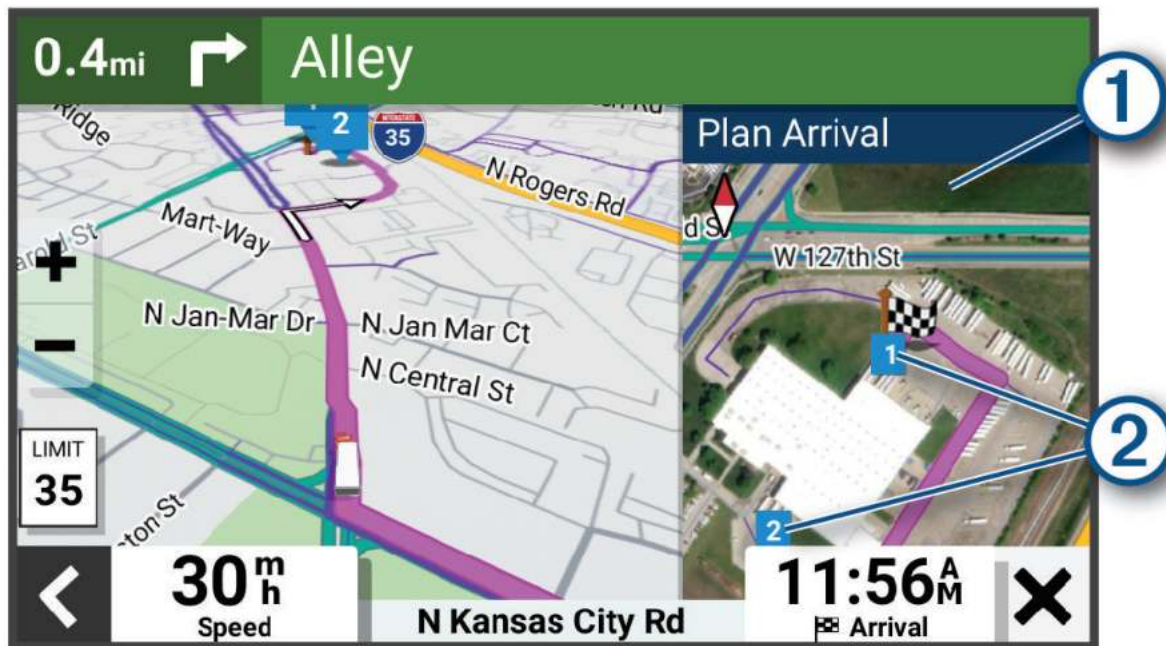 0.4mi
Alley
1
Ridge
2
INTERSTATE
35
Plan Arrival
N Rogers Rd
Mart-Way
d S
W 127th St
+
N Jan-Mar Dr
N Jan Mar Ct
1
−
N Central St
2
LIMIT
35
2
30 mh
Speed
N Kansas City Rd
11:56AM
Arrival